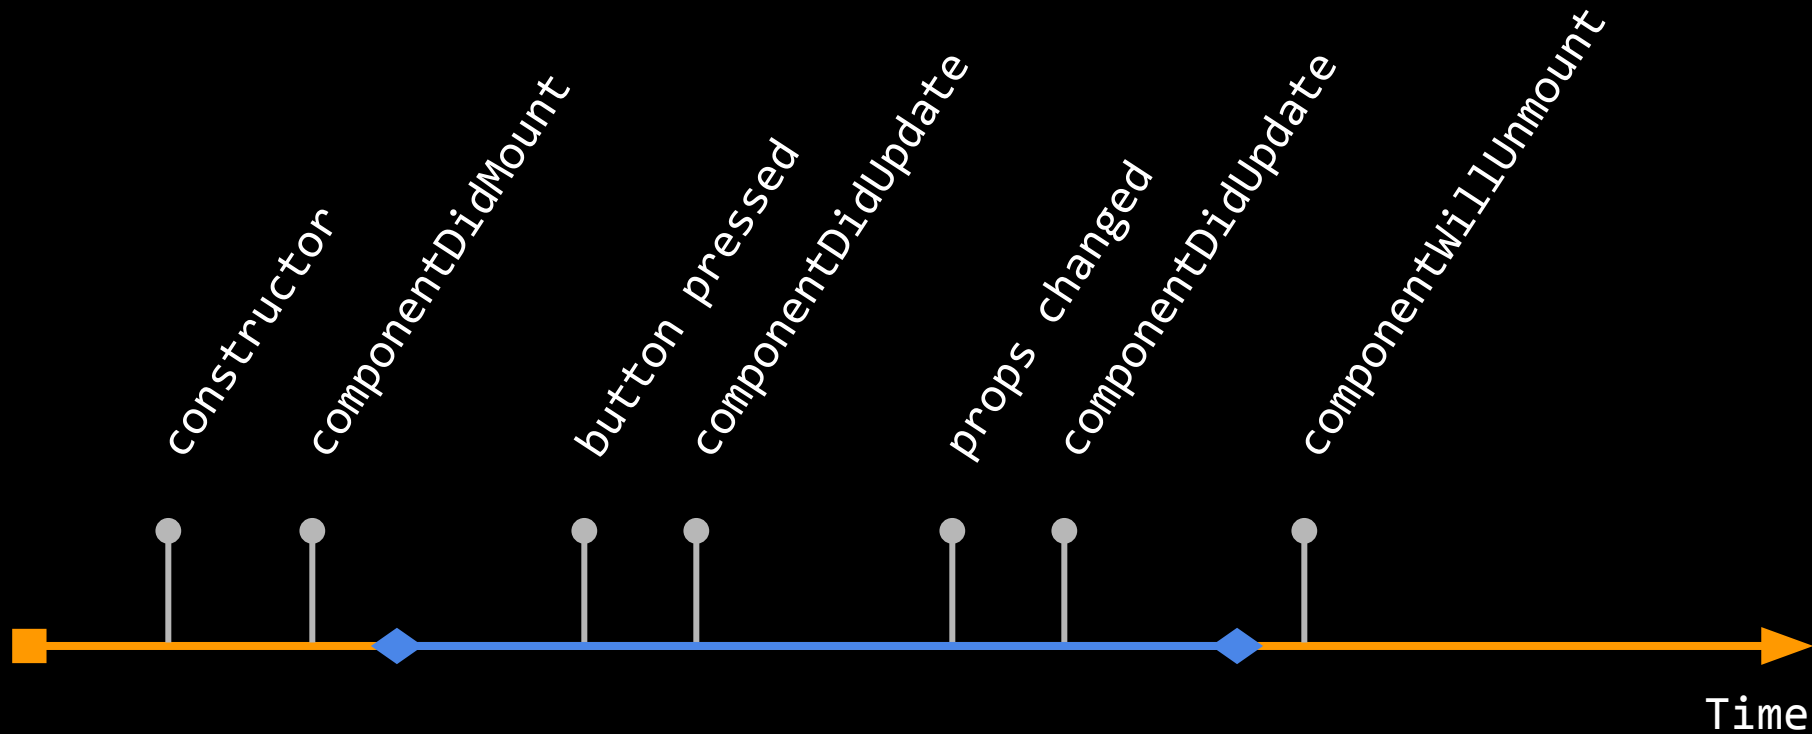 constructor
componentDidMount
button pressed
componentDidUpdate
props changed
componentDidUpdate
componentWillUnmount
Time